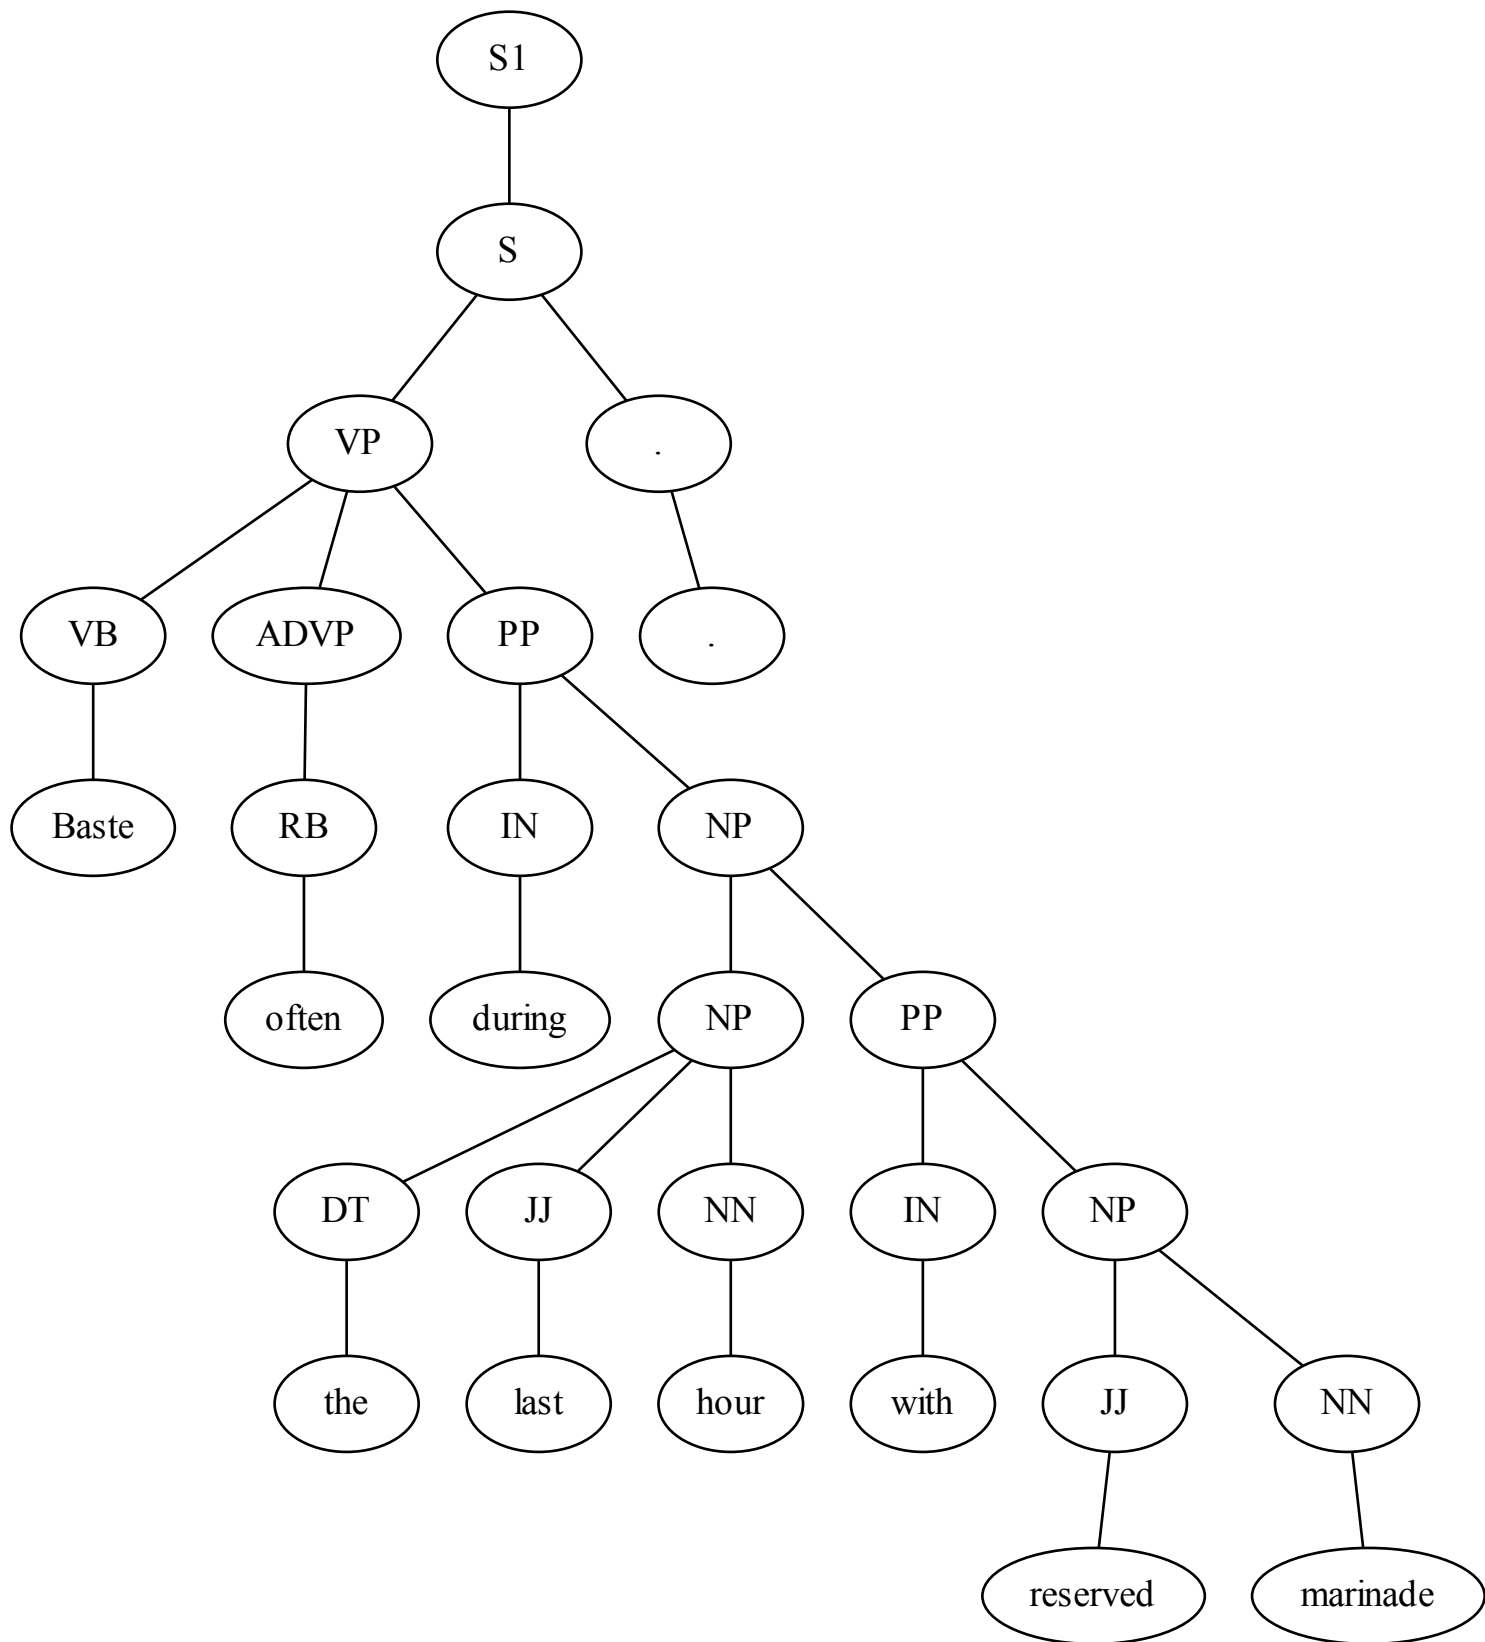 S1
S
VP .
VB ADVP PP .
Baste RB IN NP
often during NP PP
DT JJ NN IN NP
the last hour with JJ NN
reserved marinade